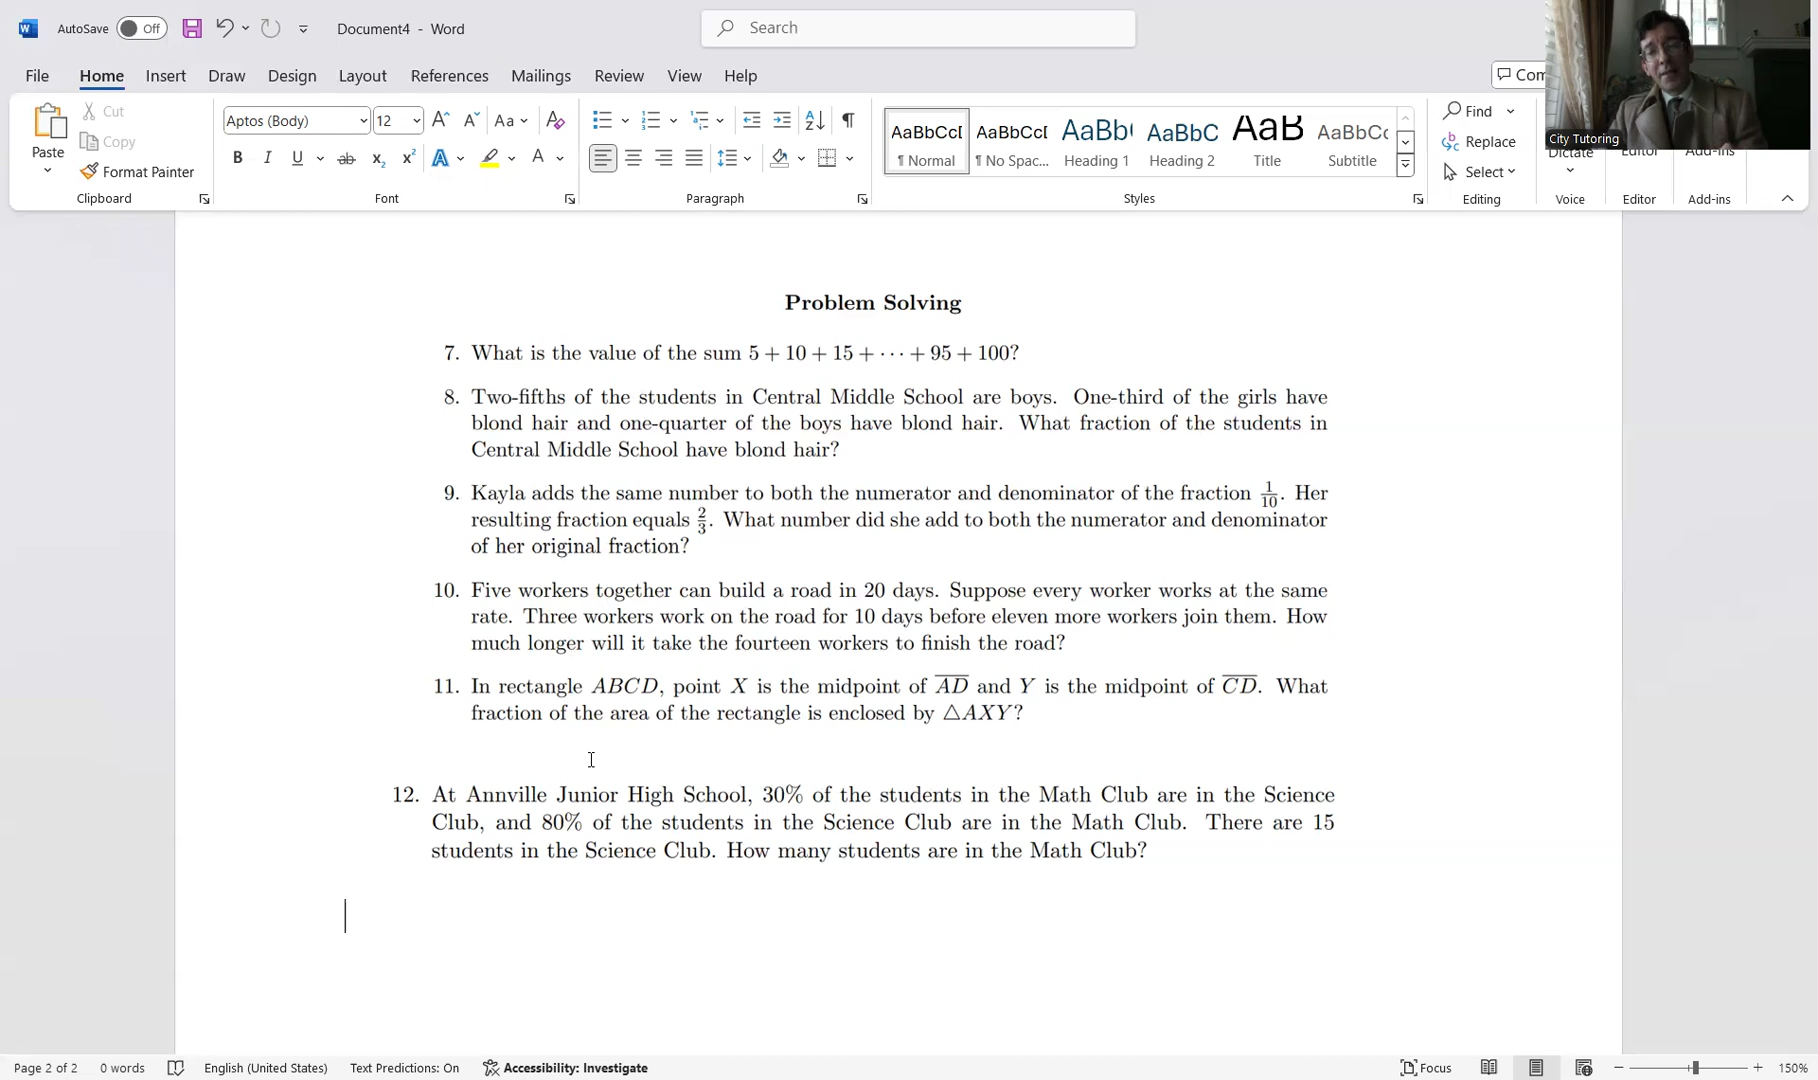 AutoSave Off Document4 - Word Search
File Home Insert Draw Design Layout References Mailings Review View Help Com
Paste Cut Copy Format Painter Clipboard
Aptos (Body) 12 Font
Paragraph
AaBbCcD ¶ Normal AaBbCcD ¶ No Spac... AaBb( Heading 1 AaBbCc Heading 2 AaB Title AaBbCc Subtitle Styles
Find Replace Select Editing
Dictate Voice Editor Editor Add-ins Add-ins
City Tutoring
Problem Solving
7. What is the value of the sum 5 + 10 + 15 + ··· + 95 + 100?
8. Two-fifths of the students in Central Middle School are boys. One-third of the girls have
blond hair and one-quarter of the boys have blond hair. What fraction of the students in
Central Middle School have blond hair?
9. Kayla adds the same number to both the numerator and denominator of the fraction 1/10. Her
resulting fraction equals 2/3. What number did she add to both the numerator and denominator
of her original fraction?
10. Five workers together can build a road in 20 days. Suppose every worker works at the same
rate. Three workers work on the road for 10 days before eleven more workers join them. How
much longer will it take the fourteen workers to finish the road?
11. In rectangle ABCD, point X is the midpoint of A̅D̅ and Y is the midpoint of C̅D̅. What
fraction of the area of the rectangle is enclosed by △AXY?
12. At Annville Junior High School, 30% of the students in the Math Club are in the Science
Club, and 80% of the students in the Science Club are in the Math Club. There are 15
students in the Science Club. How many students are in the Math Club?
Page 2 of 2 0 words English (United States) Text Predictions: On Accessibility: Investigate Focus 150%